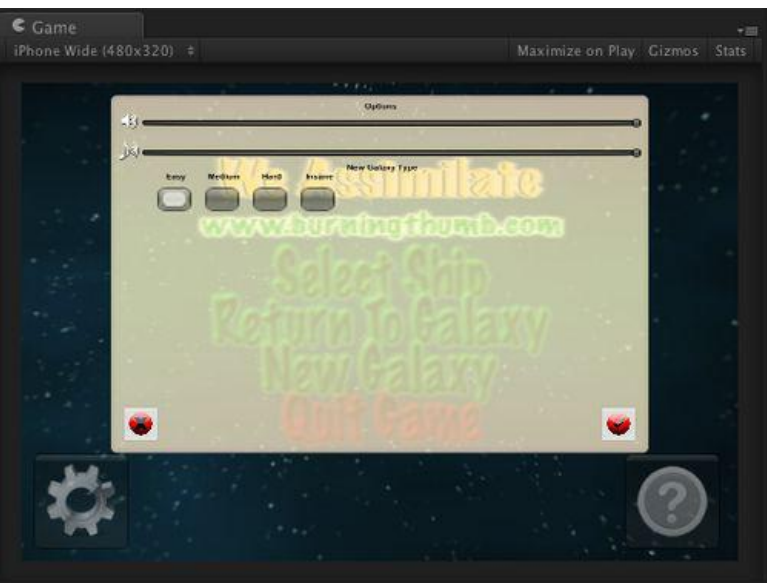 Game
iPhone Wide (480x320) Maximize on Play Gizmos Stats
Options
New Galaxy Type
Easy Medium Hard Insane
We Assimilate
www.burningthumb.com
Select Ship
Return To Galaxy
New Galaxy
Quit Game
?